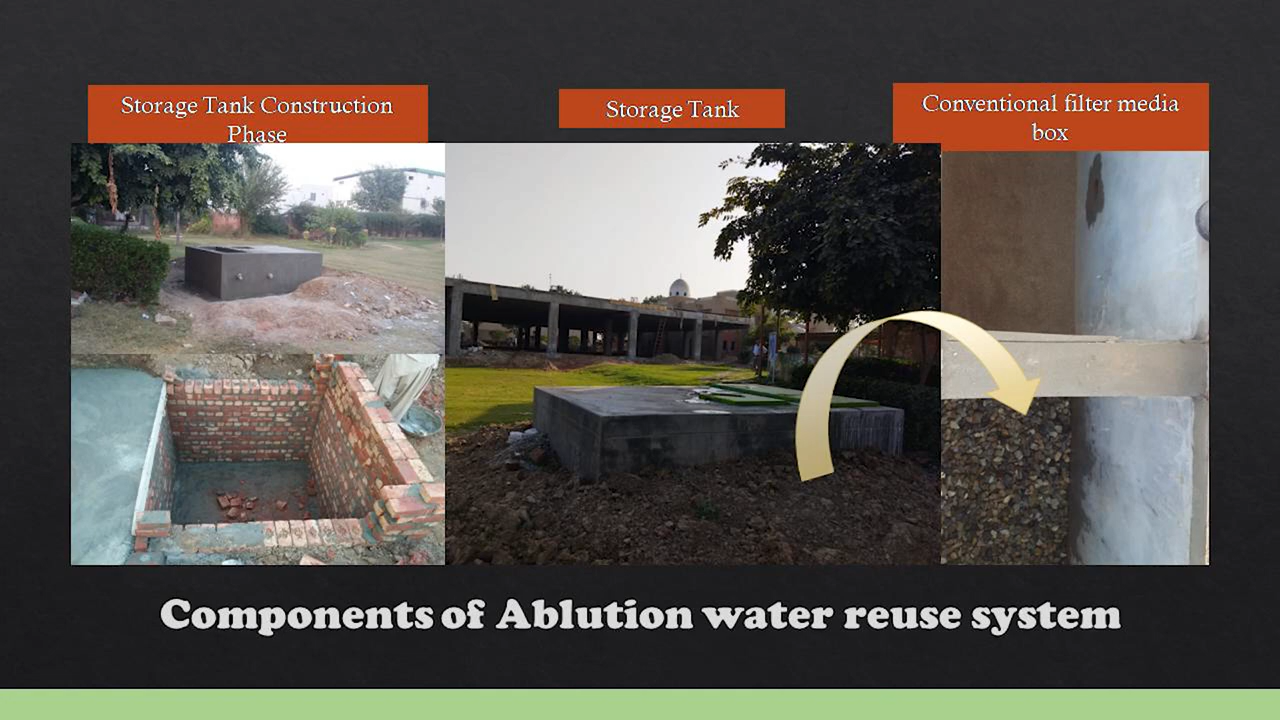 Storage Tank Construction
Phase
Storage Tank
Conventional filter media
box
Components of Ablution water reuse system